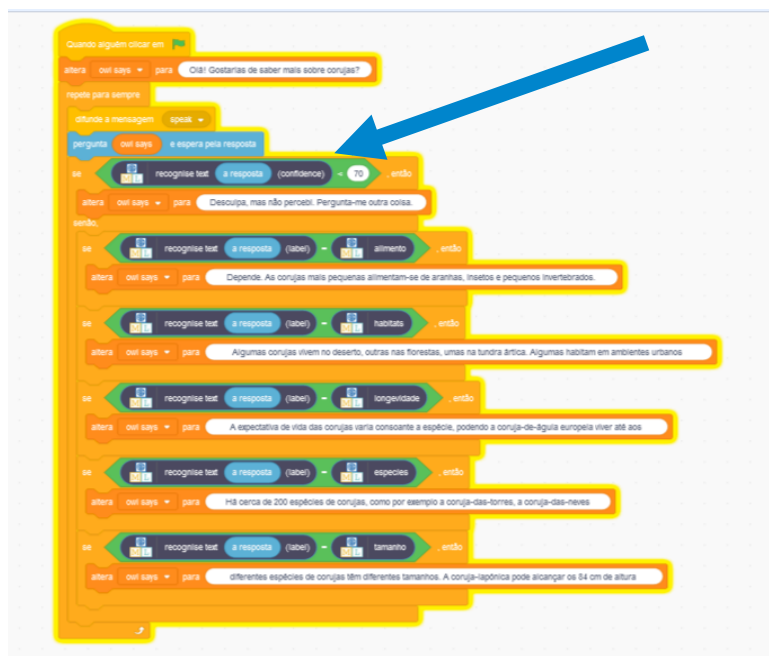 Quando alguém clicar em
altera owl says para Olá! Gostarias de saber mais sobre corujas?
repete para sempre
difunde a mensagem speak
pergunta owl says e espera pela resposta
se recognise text a resposta (confidence) < 70 , então
altera owl says para Desculpa, mas não percebi. Pergunta-me outra coisa.
senão,
se recognise text a resposta (label) = ML alimento , então
altera owl says para Depende. As corujas mais pequenas alimentam-se de aranhas, insetos e pequenos invertebrados.
se ML recognise text a resposta (label) = ML habitats , então
altera owl says para Algumas corujas vivem no deserto, outras nas florestas, umas na tundra ártica. Algumas habitam em ambientes urbanos
se ML recognise text a resposta (label) = ML longevidade , então
altera owl says para A expectativa de vida das corujas varia consoante a espécie, podendo a coruja-de-águia europeia viver até aos
se ML recognise text a resposta (label) = ML especies , então
altera owl says para Há cerca de 200 espécies de corujas, como por exemplo a coruja-das-torres, a coruja-das-neves
se ML recognise text a resposta (label) = ML tamanho , então
altera owl says para diferentes espécies de corujas têm diferentes tamanhos. A coruja-lapónica pode alcançar os 84 cm de altura